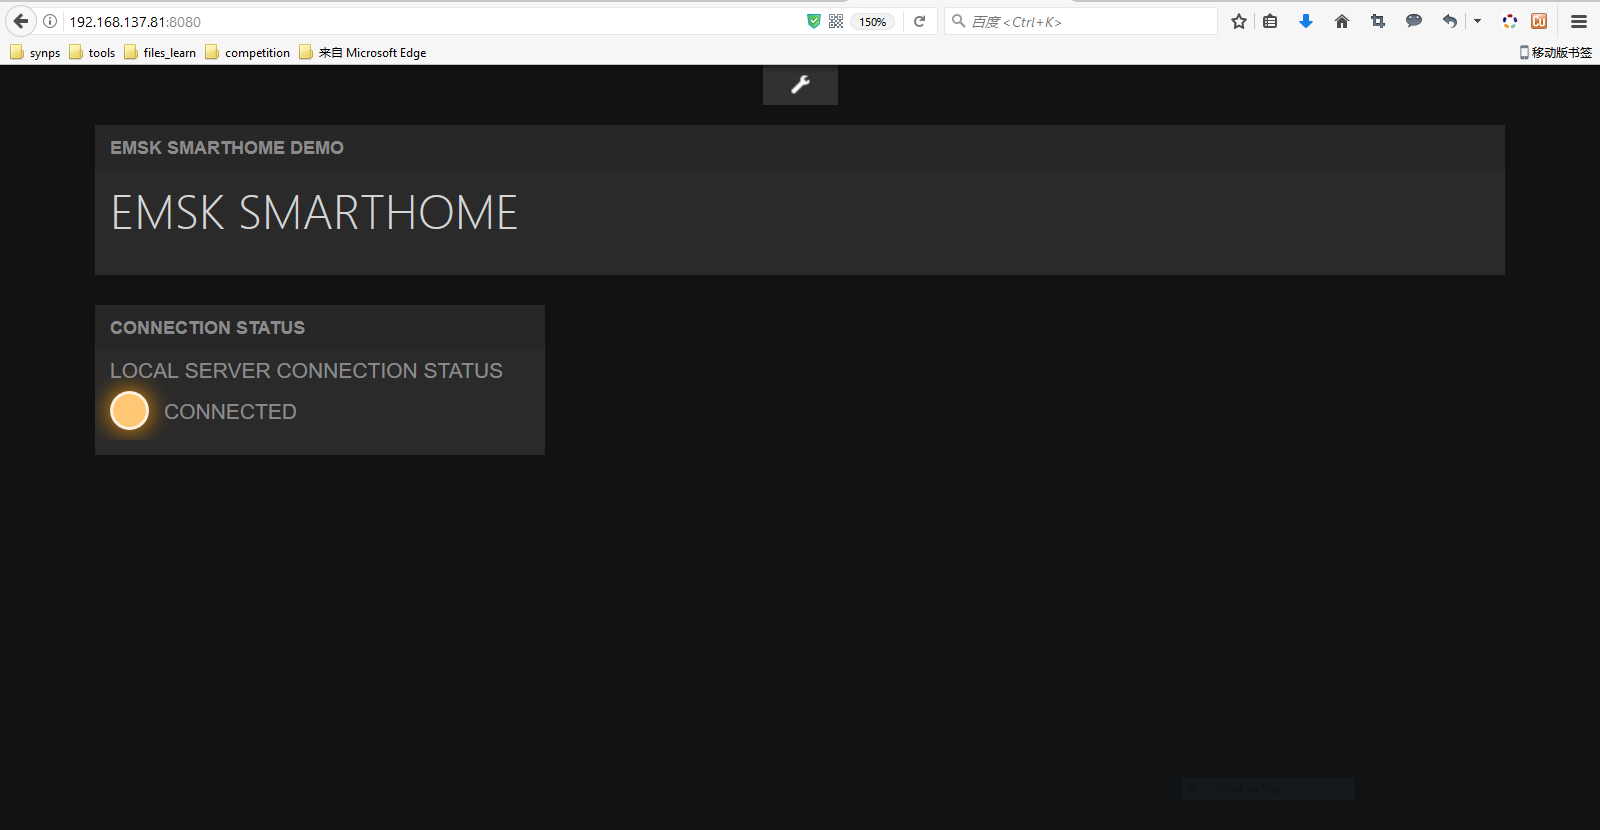 192.168.137.81:8080
150%
百度 <Ctrl+K>
synps
tools
files_learn
competition
来自 Microsoft Edge
移动版书签
EMSK SMARTHOME DEMO
EMSK SMARTHOME
CONNECTION STATUS
LOCAL SERVER CONNECTION STATUS
CONNECTED